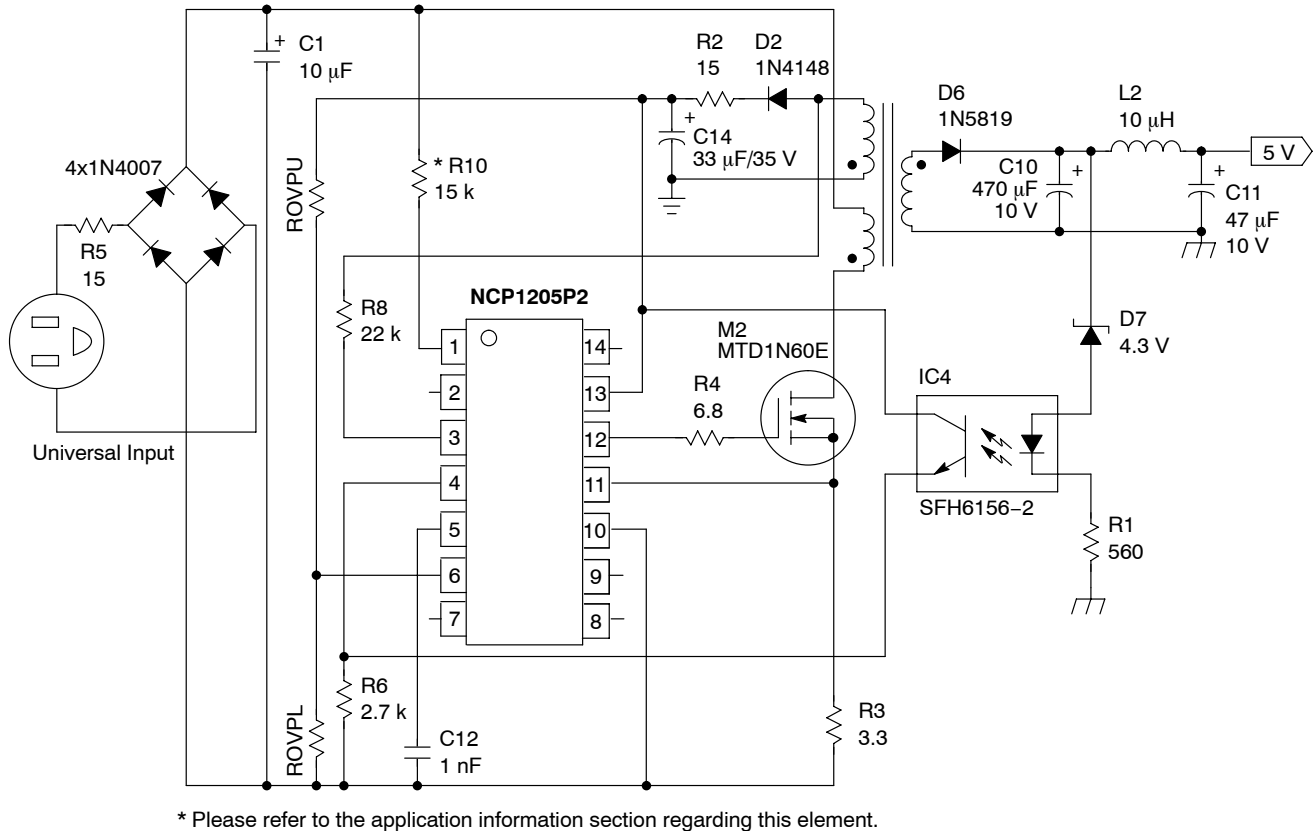 C1
10 μF
R2
15
D2
1N4148
D6
1N5819
L2
10 μH
5 V
+
+
C14
33 μF/35 V
4x1N4007
* R10
15 k
ROVPU
C10
470 μF
10 V
+
+
C11
47 μF
10 V
R5
15
NCP1205P2
R8
22 k
M2
MTD1N60E
D7
4.3 V
R4
6.8
IC4
Universal Input
1
2
3
4
5
6
7
14
13
12
11
10
9
8
SFH6156−2
R1
560
R6
2.7 k
ROVPL
C12
1 nF
R3
3.3
* Please refer to the application information section regarding this element.